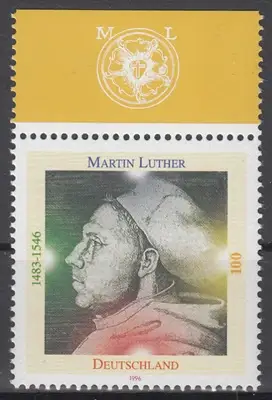 M L
MARTIN LUTHER
1483-1546
100
DEUTSCHLAND
1996